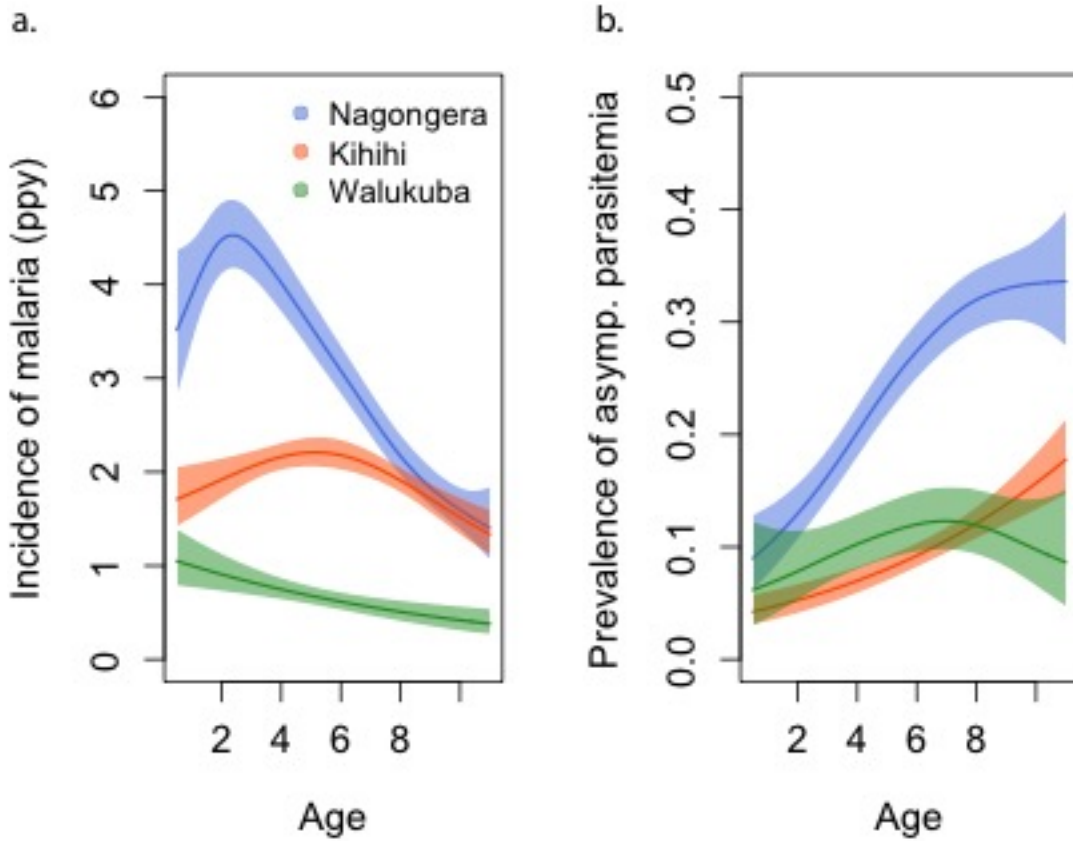 a.
Incidence of malaria (ppy)
0
1
2
3
4
5
6
Nagongera
Kihihi
Walukuba
2 4 6 8
Age
b.
Prevalence of asymp. parasitemia
0.0
0.1
0.2
0.3
0.4
0.5
2 4 6 8
Age